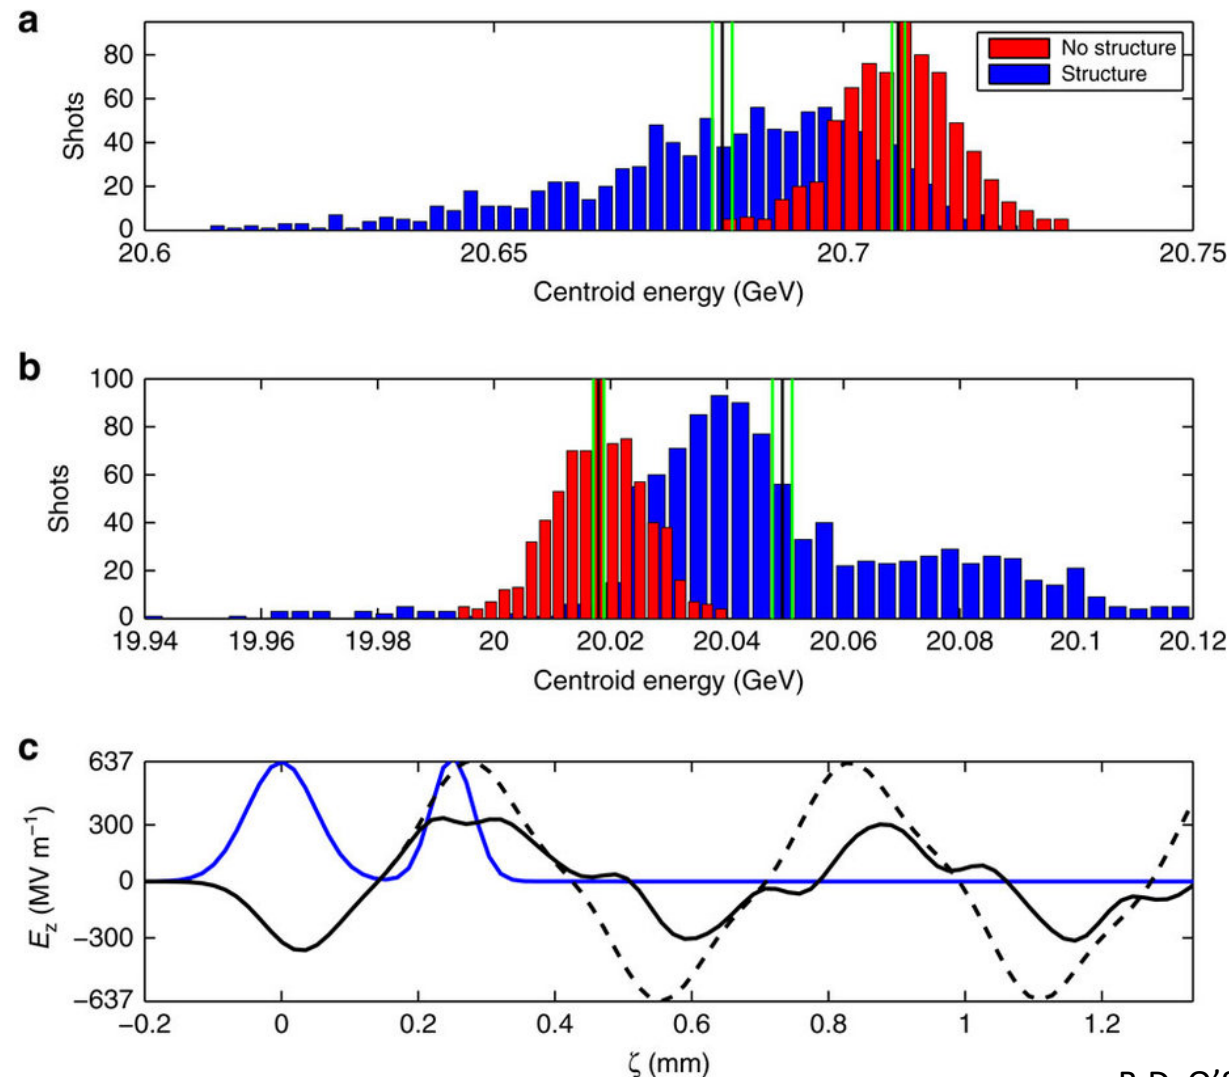 a
80
60
40
20
0
Shots
No structure
Structure
20.6 20.65 20.7 20.75
Centroid energy (GeV)
b
100
80
60
40
20
0
Shots
19.94 19.96 19.98 20 20.02 20.04 20.06 20.08 20.1 20.12
Centroid energy (GeV)
c
637
300
0
−300
−637
Ez (MV m−1)
−0.2 0 0.2 0.4 0.6 0.8 1 1.2
ζ (mm)